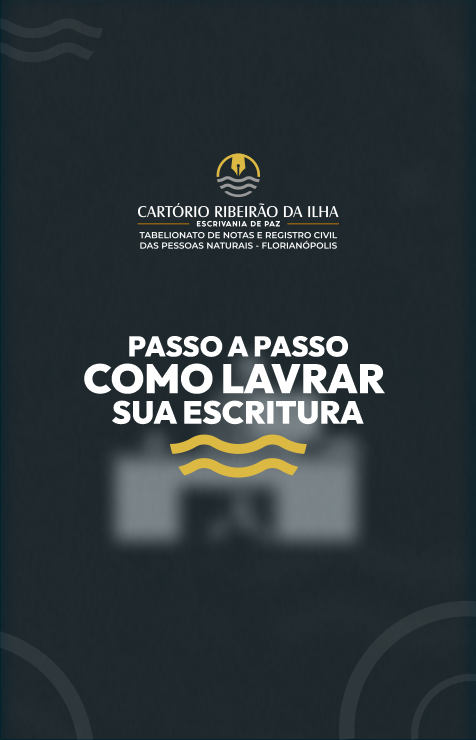 CARTÓRIO RIBEIRÃO DA ILHA
ESCRIVANIA DE PAZ
TABELIONATO DE NOTAS E REGISTRO CIVIL
DAS PESSOAS NATURAIS - FLORIANÓPOLIS
PASSO A PASSO
COMO LAVRAR
SUA ESCRITURA